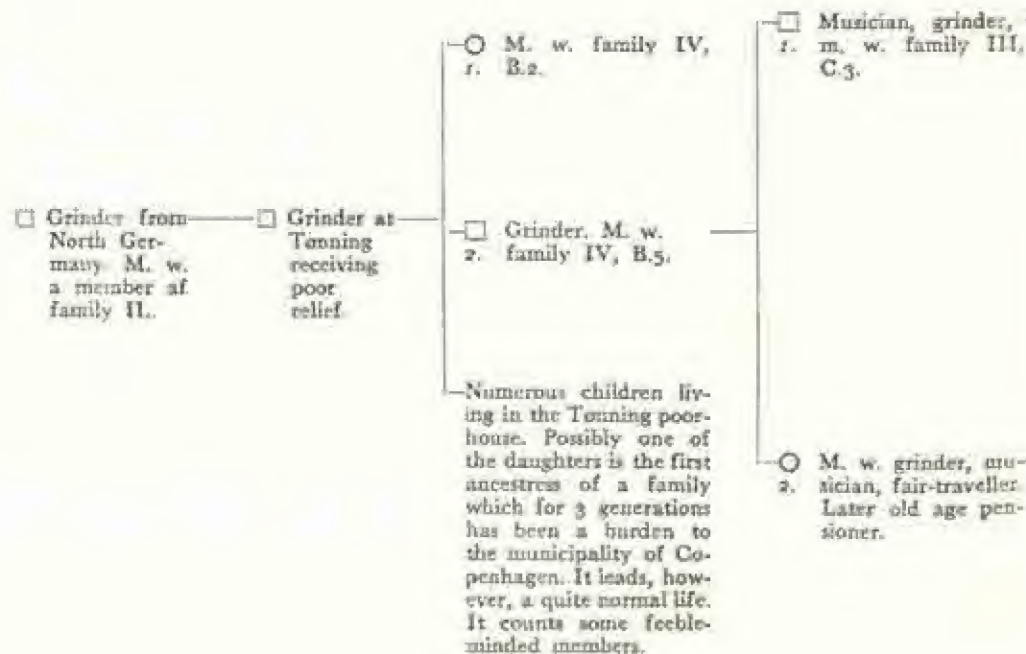 Grinder from
North Ger-
many M. w.
a member af
family II.
Grinder at
Tønning
receiving
poor
relief
M. w. family IV,
1. B.2.
Grinder. M. w.
2. family IV, B.5.
Numerous children liv-
ing in the Tønning poor-
house. Possibly one of
the daughters is the first
ancestress of a family
which for 3 generations
has been a burden to
the municipality of Co-
penhagen. It leads, how-
ever, a quite normal life.
It counts some feeble-
minded members.
Musician, grinder,
1. m. w. family III,
C.3.
M. w. grinder, mu-
2. sician, fair-traveller
Later old age pen-
sioner.